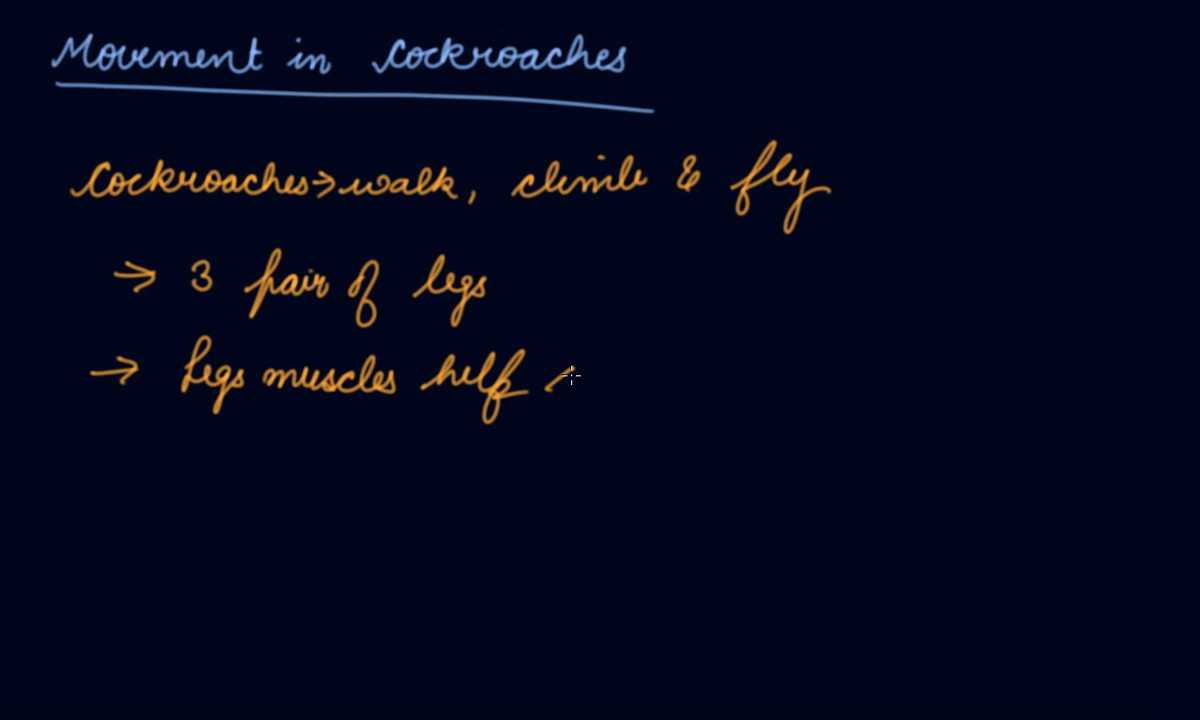 Movement in Cockroaches
Cockroaches→walk, climb & fly
→ 3 pair of legs
→ Legs muscles help